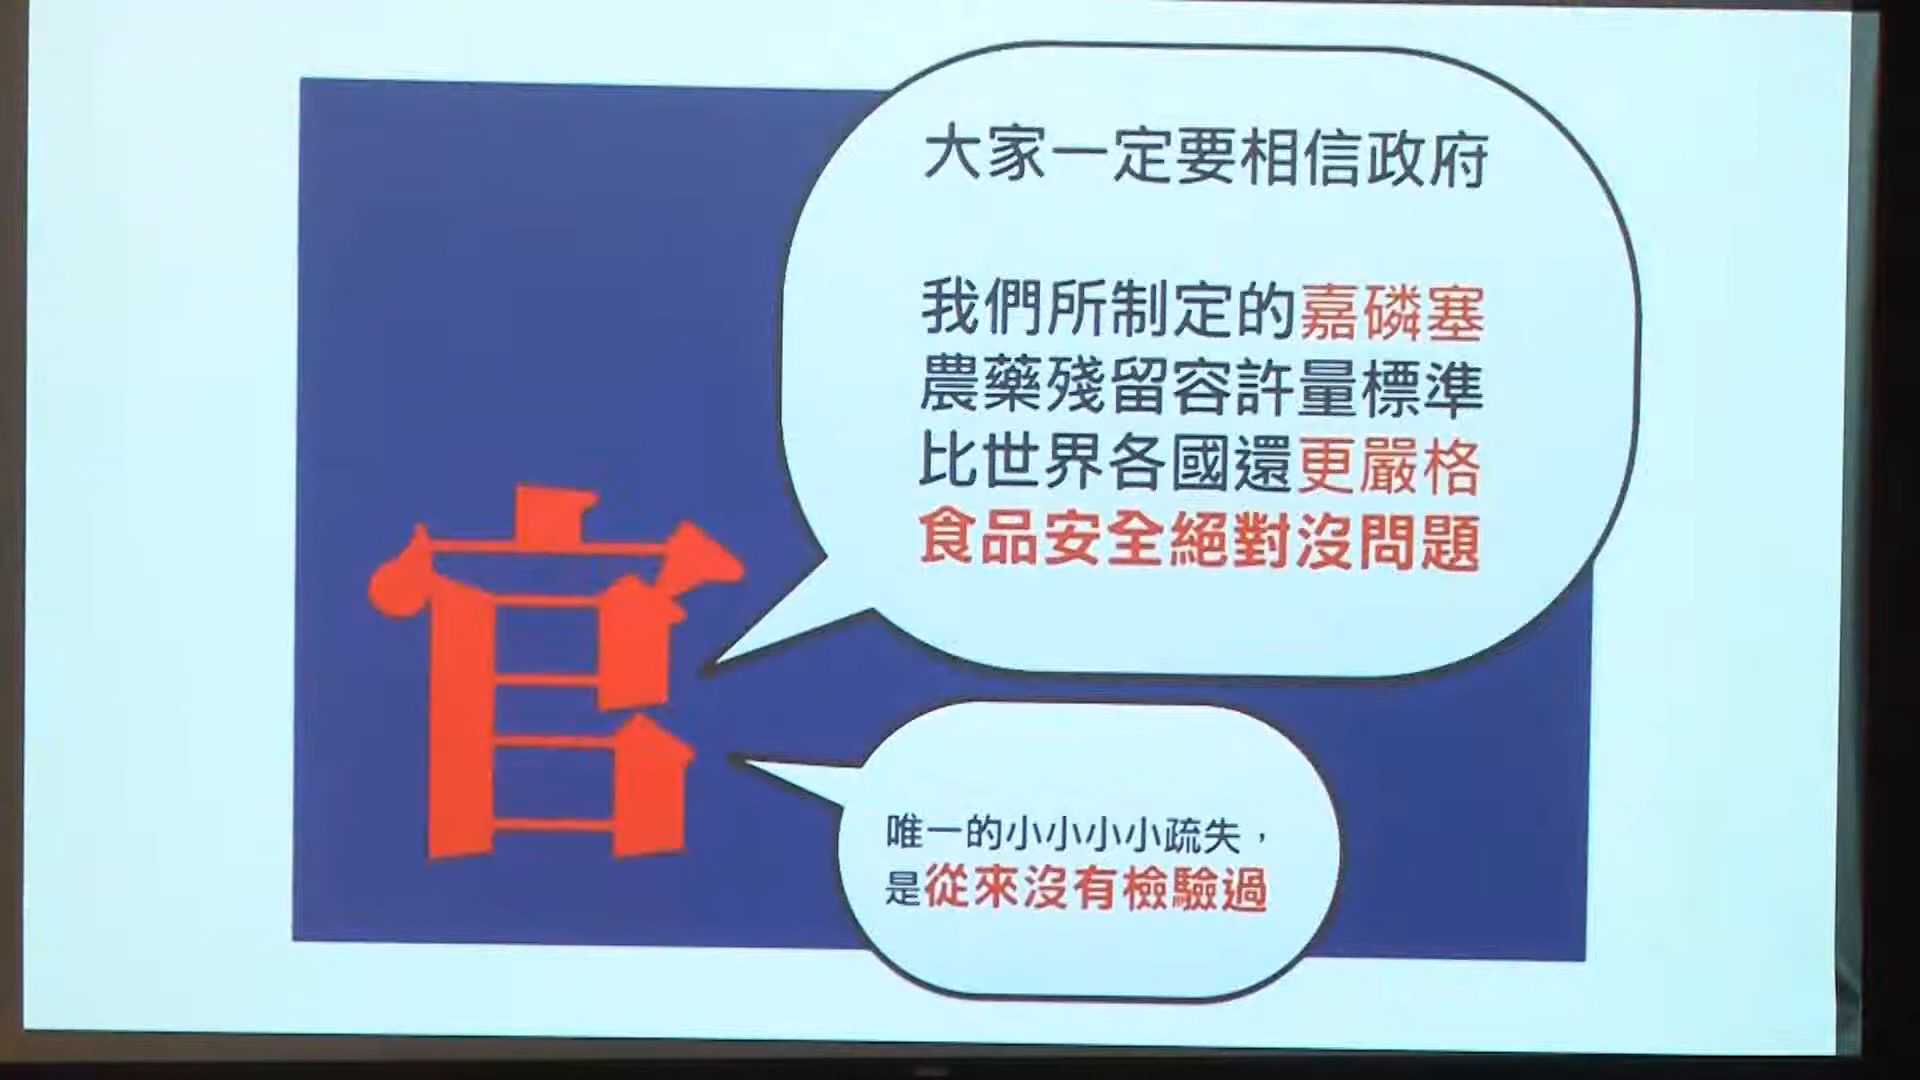 大家一定要相信政府
我們所制定的嘉磷塞
農藥殘留容許量標準
比世界各國還更嚴格
食品安全絕對沒問題
官
唯一的小小小小疏失，
是從來沒有檢驗過